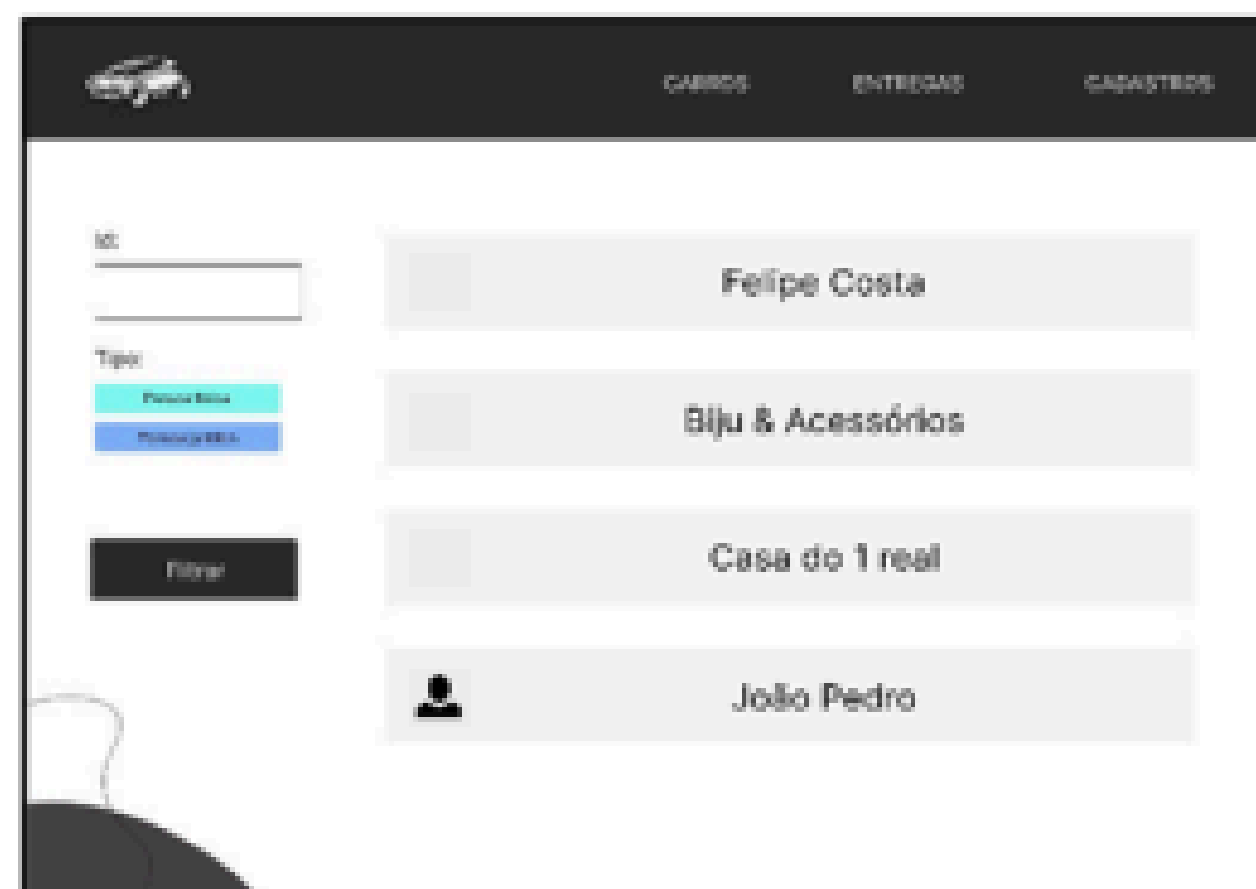 CARROS ENTREGAS CADASTROS
Id:
Tipo:
Filtrar
Felipe Costa
Biju & Acessórios
Casa do 1 real
João Pedro